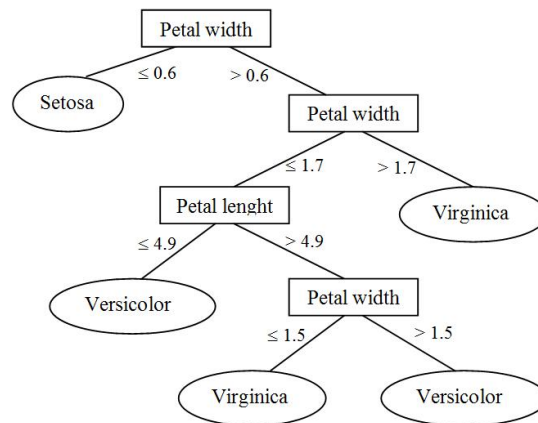 Petal width
≤ 0.6
> 0.6
Setosa
Petal width
≤ 1.7
> 1.7
Petal lenght
Virginica
≤ 4.9
> 4.9
Versicolor
Petal width
≤ 1.5
> 1.5
Virginica
Versicolor